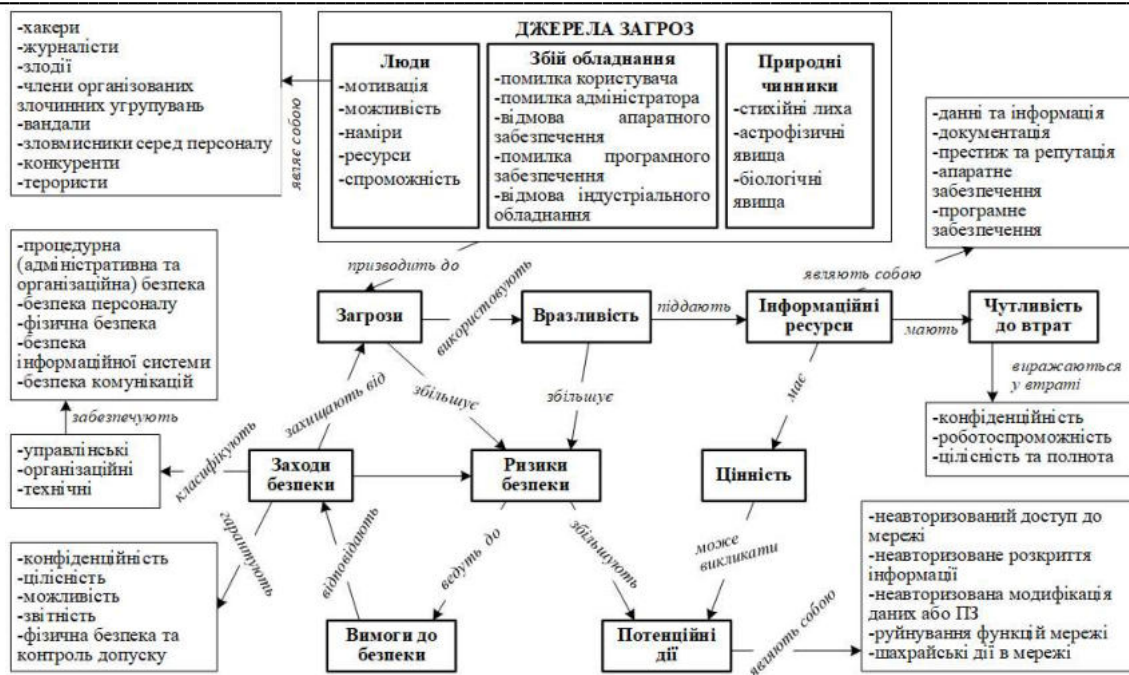 ДЖЕРЕЛА ЗАГРОЗ
-хакери
-журналісти
-злодії
-члени організованих
злочинних угрупувань
-вандали
-зловмисники серед персоналу
-конкуренти
-терористи
являє собою
Люди
-мотивація
-можливість
-наміри
-ресурси
-спроможність
Збій обладнання
-помилка користувача
-помилка адміністратора
-відмова апаратного
забезпечення
-помилка програмного
забезпечення
-відмова індустріального
обладнання
Природні
чинники
-стихійні лиха
-астрофізичні
явища
-біологічні
явища
-данні та інформація
-документація
-престиж та репутація
-апаратне
забезпечення
-програмне
забезпечення
призводить до
використовують
являють собою
-процедурна
(адміністративна та
організаційна) безпека
-безпека персоналу
-фізична безпека
-безпека
інформаційної системи
-безпека комунікацій
Загрози
Вразливість
піддають
Інформаційні
ресурси
мають
Чутливість
до втрат
забезпечують
захищають від
збільшує
збільшує
має
виражаються
у втраті
-управлінські
-організаційні
-технічні
класифікують
Заходи
безпеки
Ризики
безпеки
Цінність
-конфіденційність
-роботоспроможність
-цілісність та полнота
гарантують
відповідають
ведуть до
збільшують
може
викликати
-конфіденційність
-цілісність
-можливість
-звітність
-фізична безпека та
контроль допуску
Вимоги до
безпеки
Потенційні
дії
являють собою
-неавторизований доступ до
мережі
-неавторизоване розкриття
інформації
-неавторизована модифікація
даних або ПЗ
-руйнування функцій мережі
-шахрайські дії в мережі